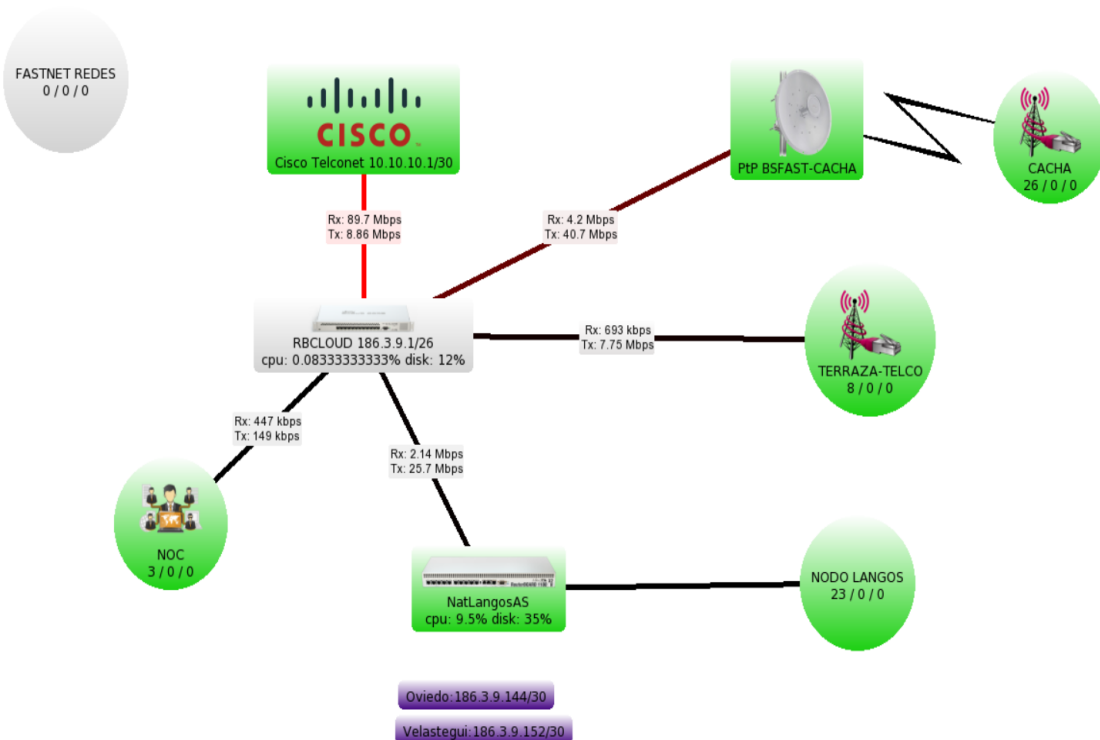 FASTNET REDES
0 / 0 / 0
CISCO
Cisco Telconet 10.10.10.1/30
PtP BSFAST-CACHA
CACHA
26 / 0 / 0
Rx: 89.7 Mbps
Tx: 8.86 Mbps
Rx: 4.2 Mbps
Tx: 40.7 Mbps
RBCLOUD 186.3.9.1/26
cpu: 0.08333333333% disk: 12%
Rx: 693 kbps
Tx: 7.75 Mbps
TERRAZA-TELCO
8 / 0 / 0
Rx: 447 kbps
Tx: 149 kbps
Rx: 2.14 Mbps
Tx: 25.7 Mbps
NOC
3 / 0 / 0
NatLangosAS
cpu: 9.5% disk: 35%
NODO LANGOS
23 / 0 / 0
Oviedo:186.3.9.144/30
Velastegui:186.3.9.152/30